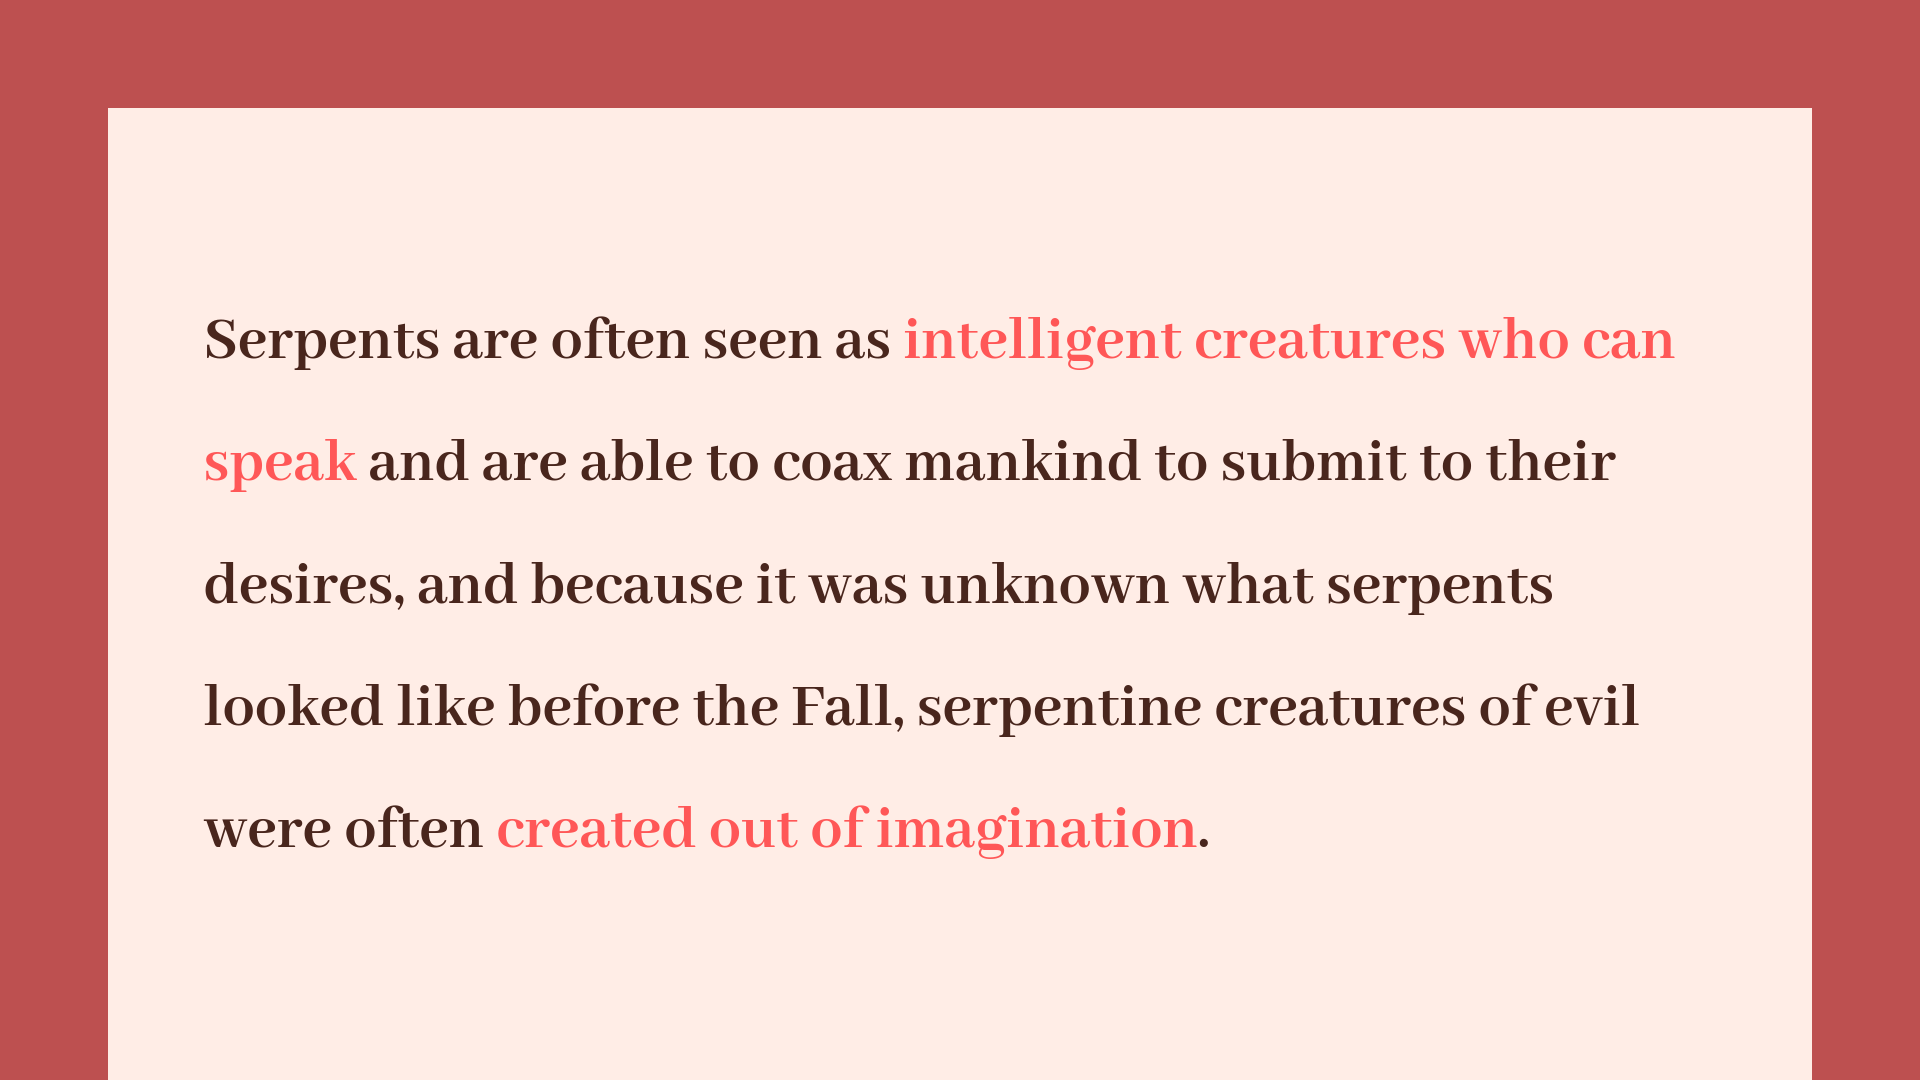 Serpents are often seen as intelligent creatures who can
speak and are able to coax mankind to submit to their
desires, and because it was unknown what serpents
looked like before the Fall, serpentine creatures of evil
were often created out of imagination.